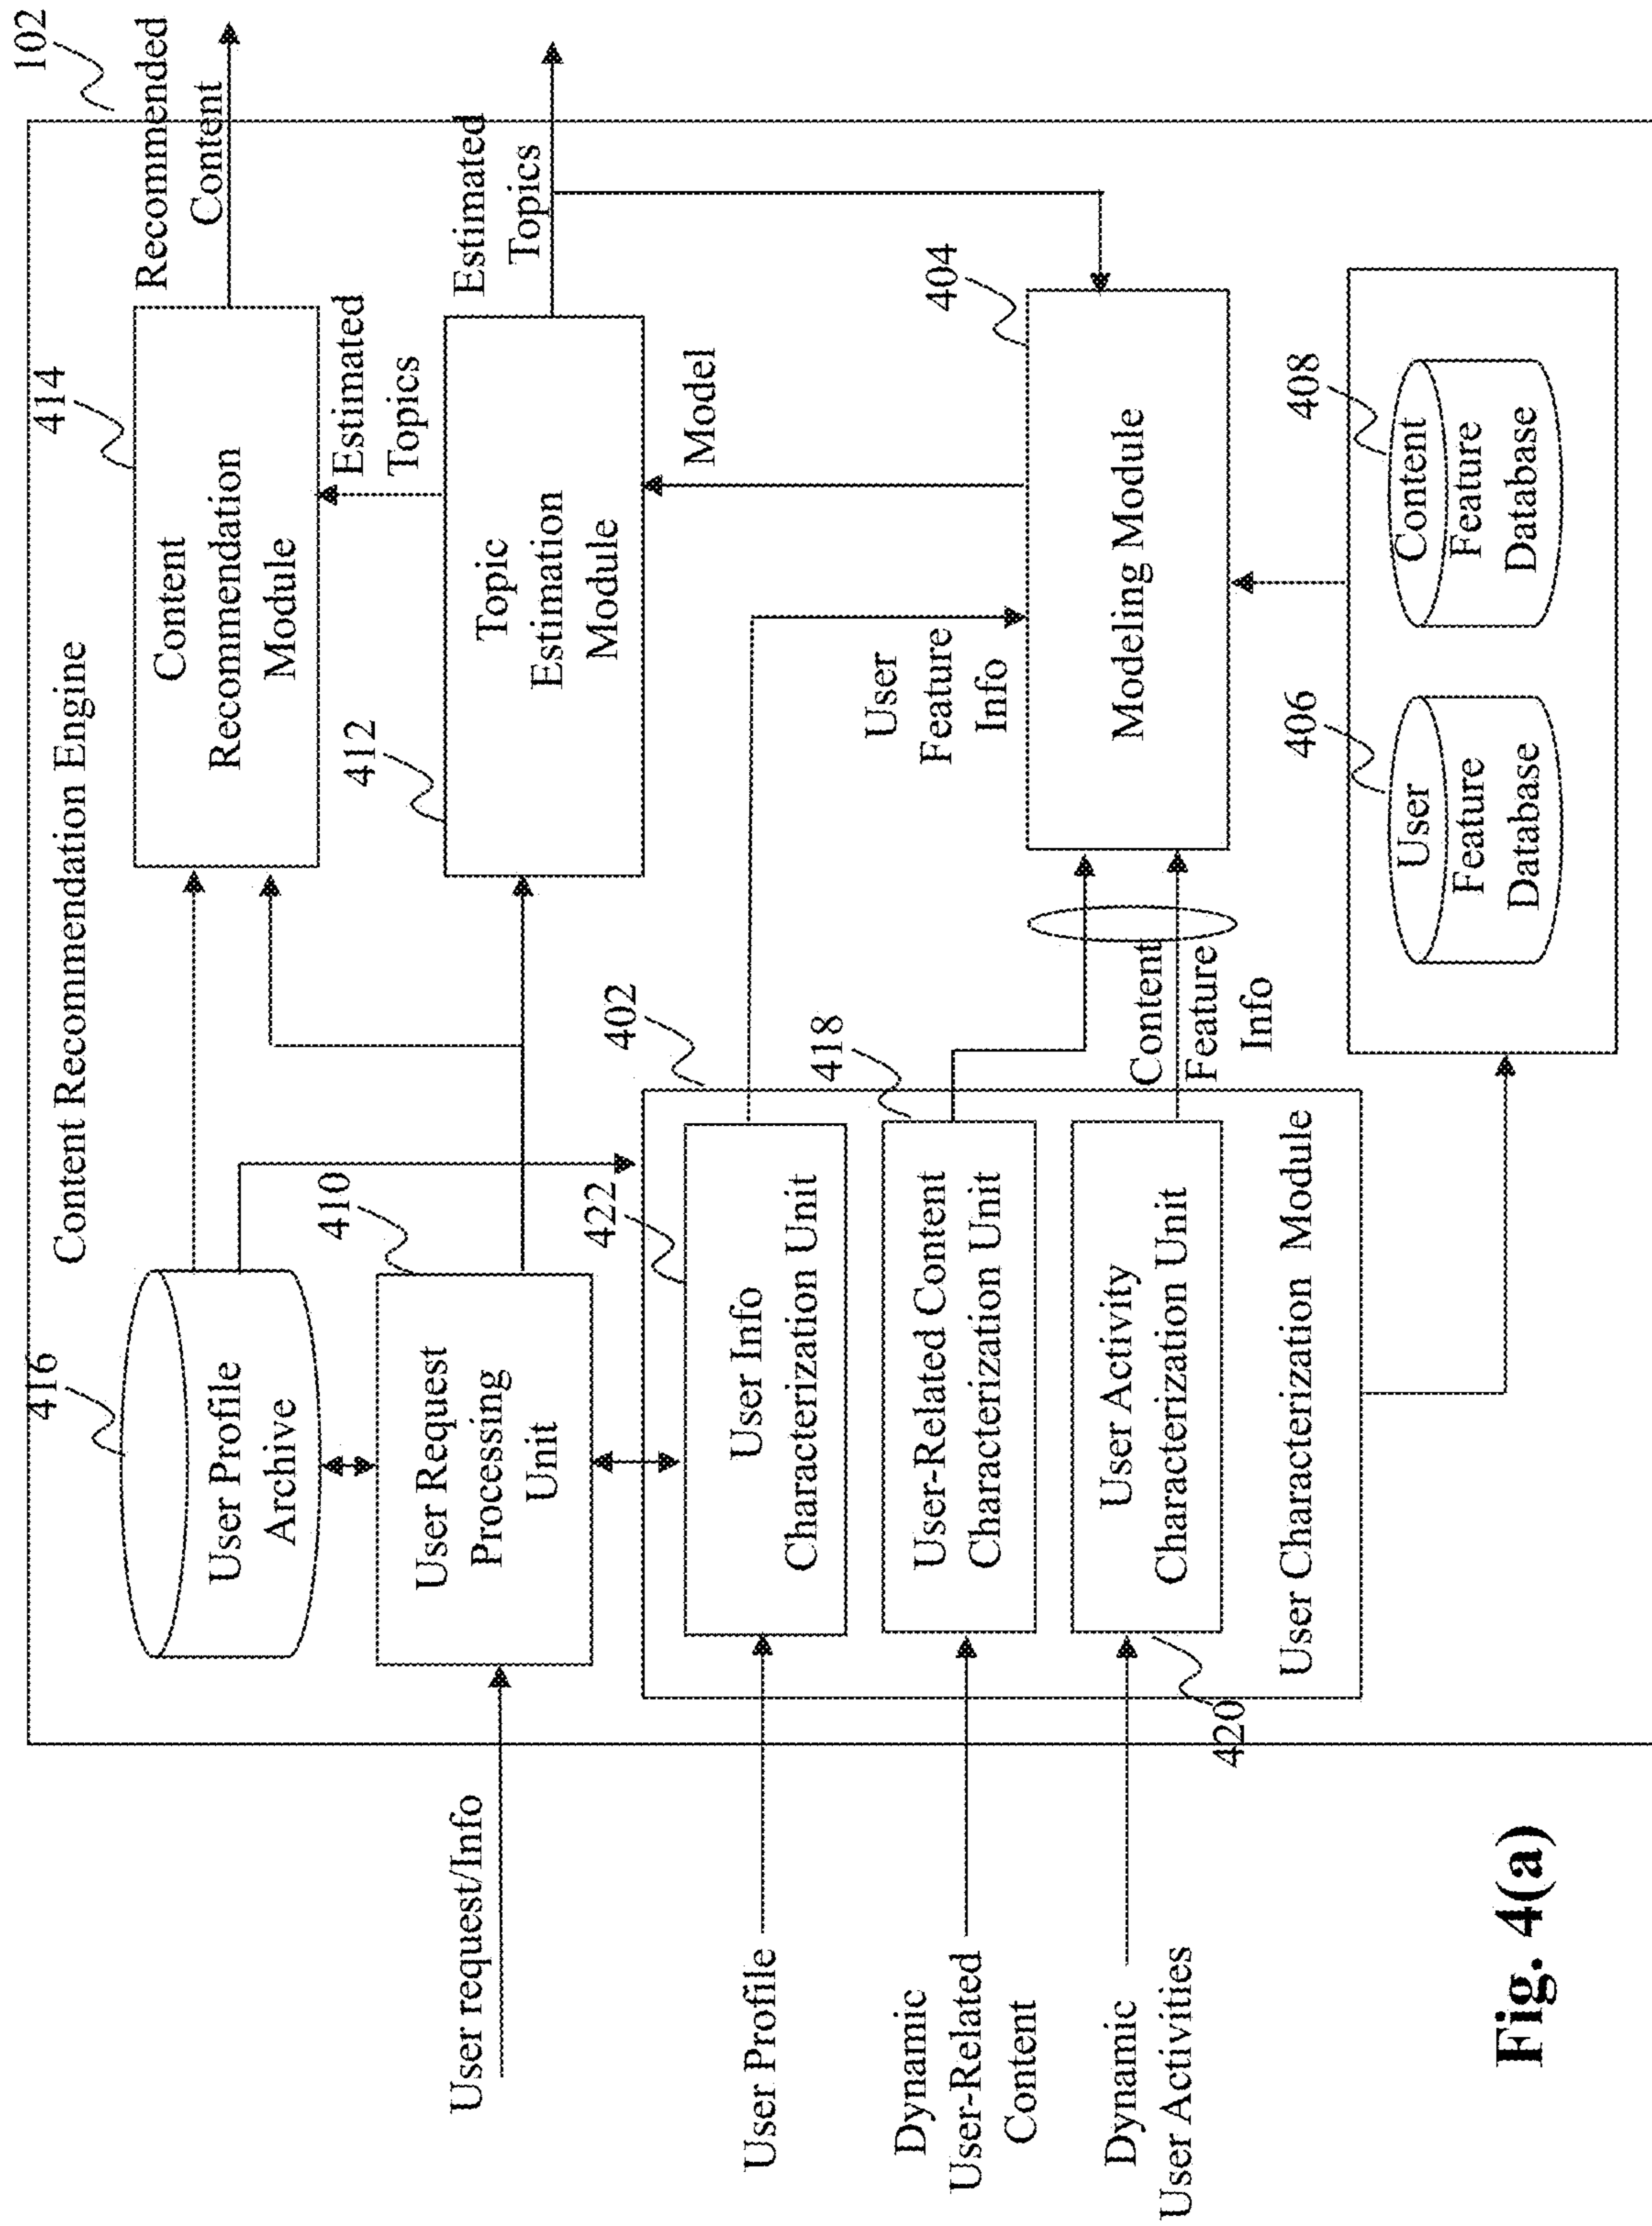 102
Content Recommendation Engine
416
User Profile
Archive
414
Content
Recommendation
Module
Recommended
Content
Estimated
Topics
410
User Request
Processing
Unit
412
Topic
Estimation
Module
Estimated
Topics
User request/Info
Model
402
422
User Info
Characterization Unit
User Profile
User
Feature
Info
404
Modeling Module
418
User-Related Content
Characterization Unit
Dynamic
User-Related
Content
Content
Feature
Info
User Activity
Characterization Unit
420
Dynamic
User Activities
User Characterization Module
406
User
Feature
Database
408
Content
Feature
Database
Fig. 4(a)